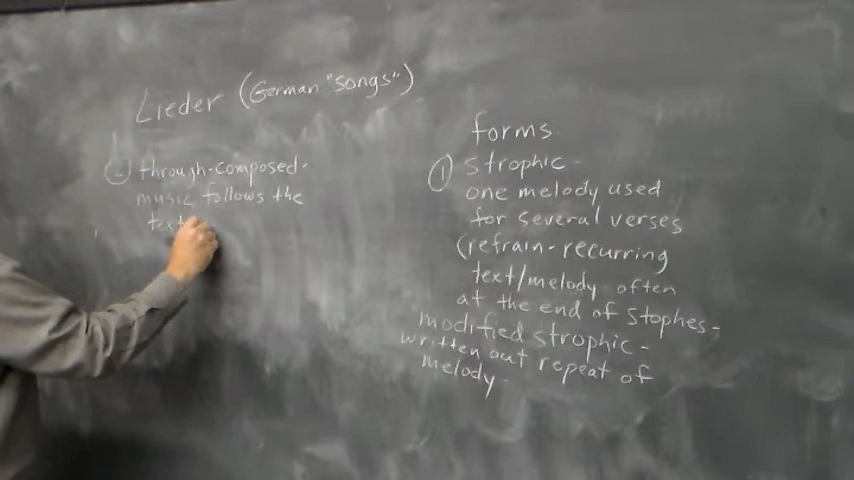 Lieder (German "songs")
forms.
① strophic-
one melody used
for several verses
(refrain-recurring
text/melody often
at the end of stophes-
modified strophic-
written out repeat of
melody-
② through-composed-
music follows the
text